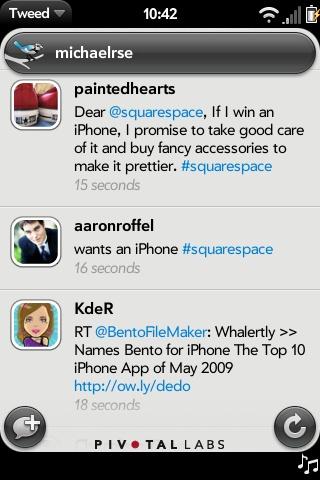 Tweed 10:42
michaelrse
paintedhearts
Dear @squarespace, If I win an
iPhone, I promise to take good care
of it and buy fancy accessories to
make it prettier. #squarespace
15 seconds
aaronroffel
wants an iPhone #squarespace
16 seconds
KdeR
RT @BentoFileMaker: Whalertly >>
Names Bento for iPhone The Top 10
iPhone App of May 2009
http://ow.ly/dedo
18 seconds
PIVOTAL LABS